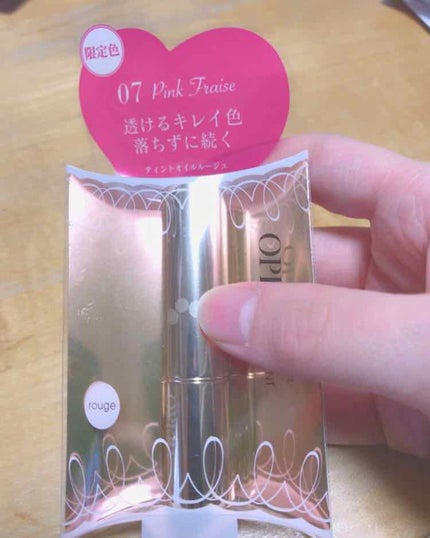 限定色
07 Pink Fraise
透けるキレイ色
落ちずに続く
ティントオイルルージュ
rouge